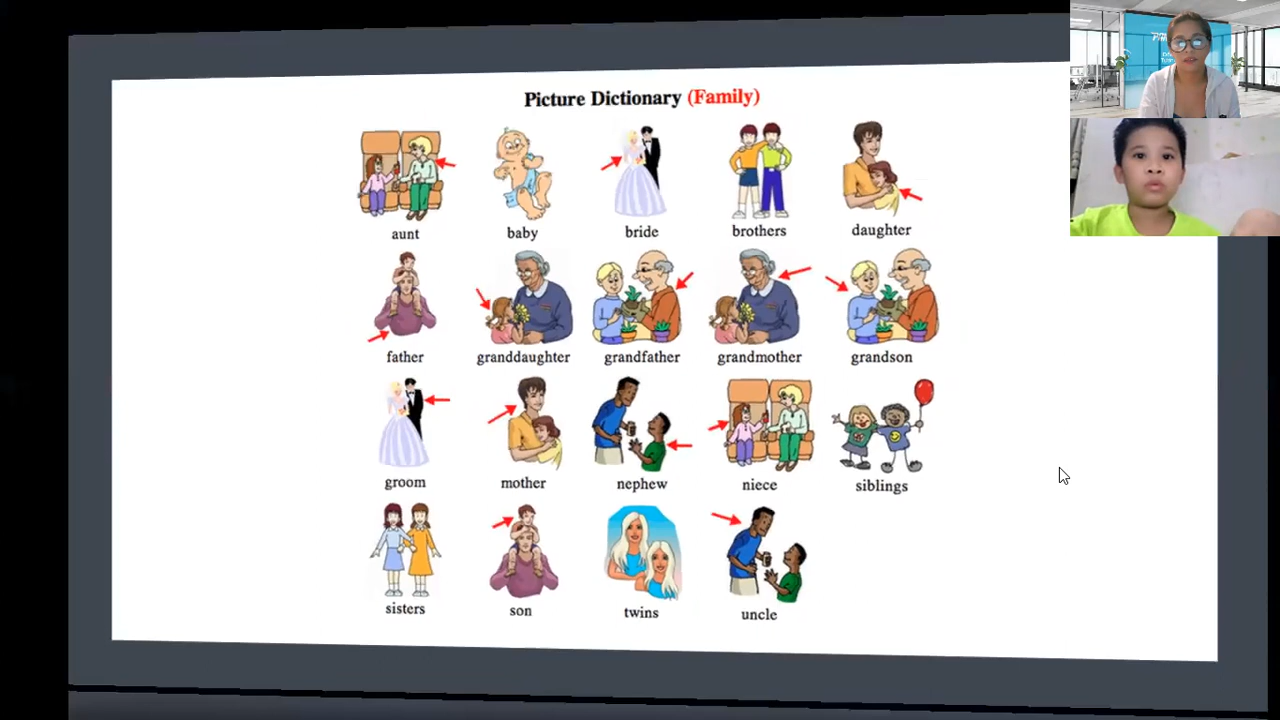 Picture Dictionary (Family)
aunt baby bride brothers daughter
father granddaughter grandfather grandmother grandson
groom mother nephew niece siblings
sisters son twins uncle